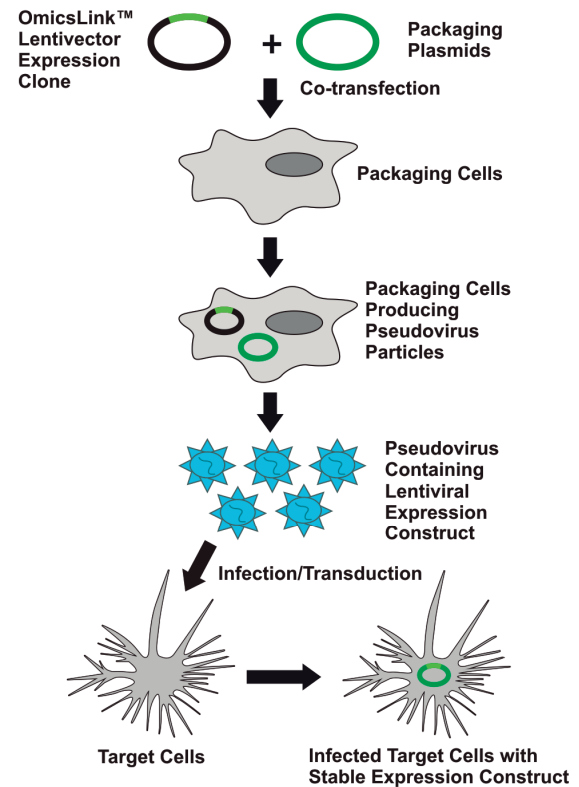 OmicsLink™
Lentivector
Expression
Clone
+
Packaging
Plasmids
Co-transfection
Packaging Cells
Packaging Cells
Producing
Pseudovirus
Particles
Pseudovirus
Containing
Lentiviral
Expression
Construct
Infection/Transduction
Target Cells
Infected Target Cells with
Stable Expression Construct